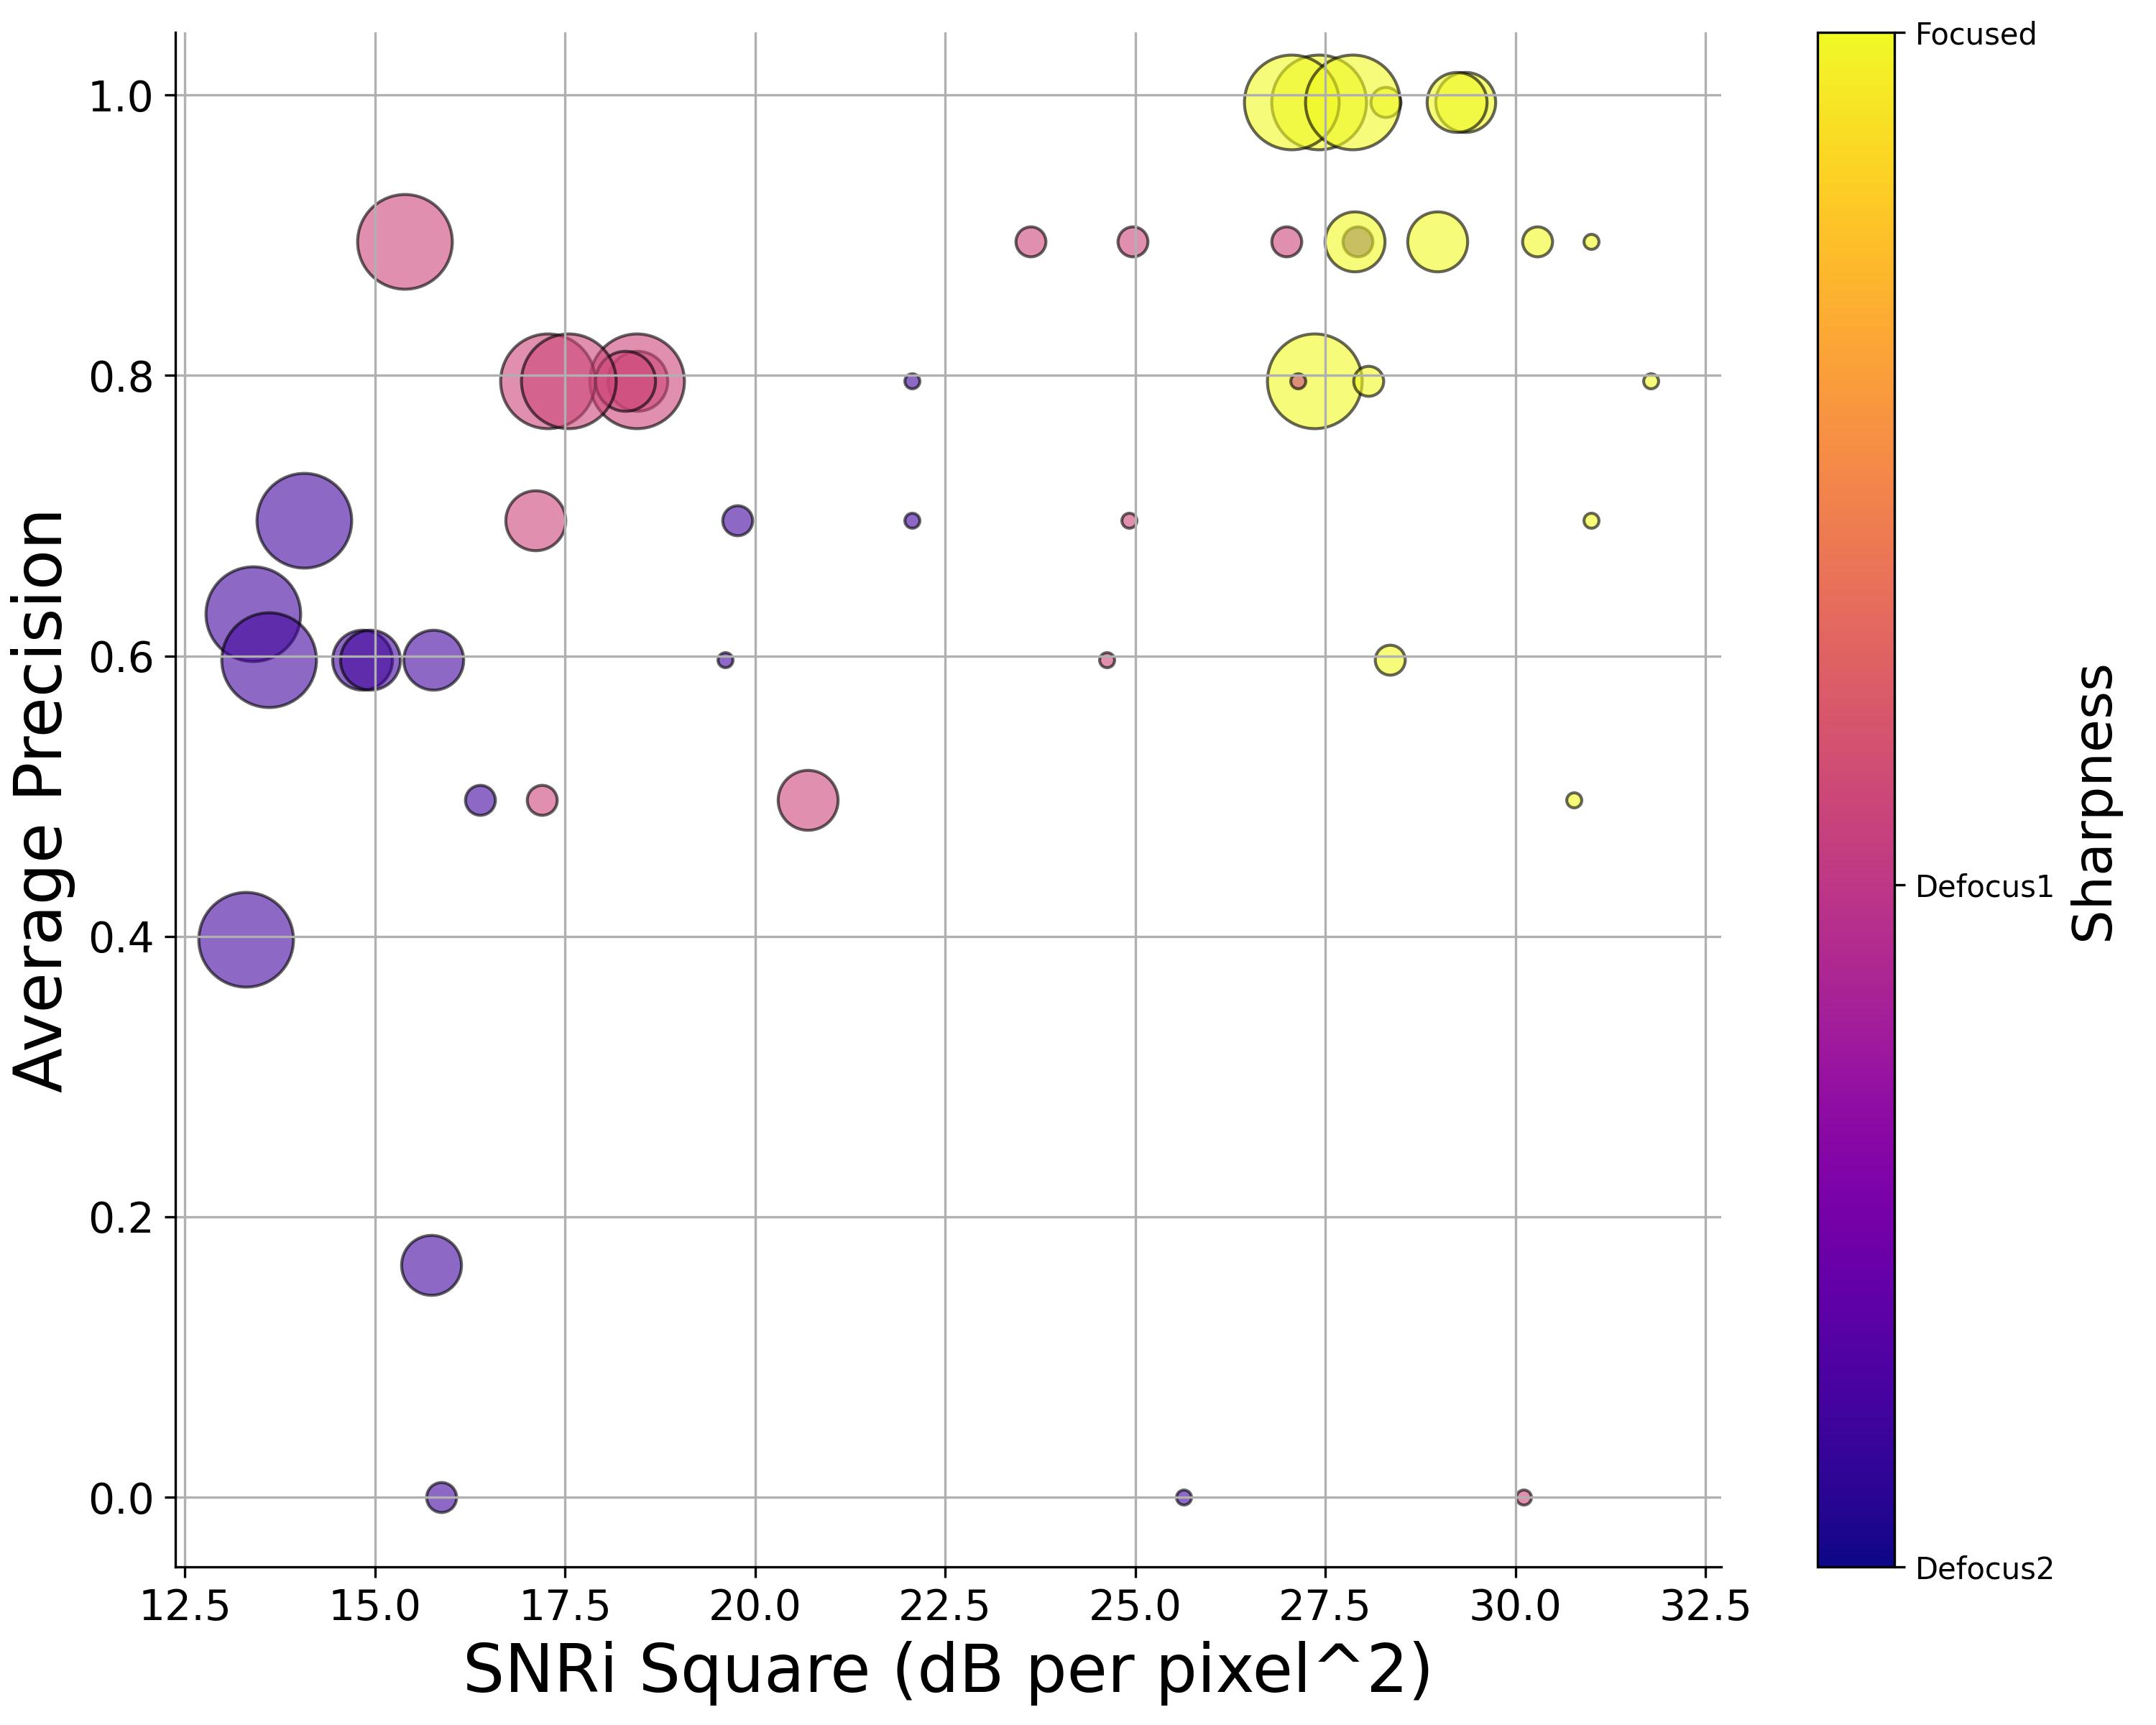 Average Precision
1.0
0.8
0.6
0.4
0.2
0.0
12.5 15.0 17.5 20.0 22.5 25.0 27.5 30.0 32.5
SNRi Square (dB per pixel^2)
Focused
Defocus1
Defocus2
Sharpness